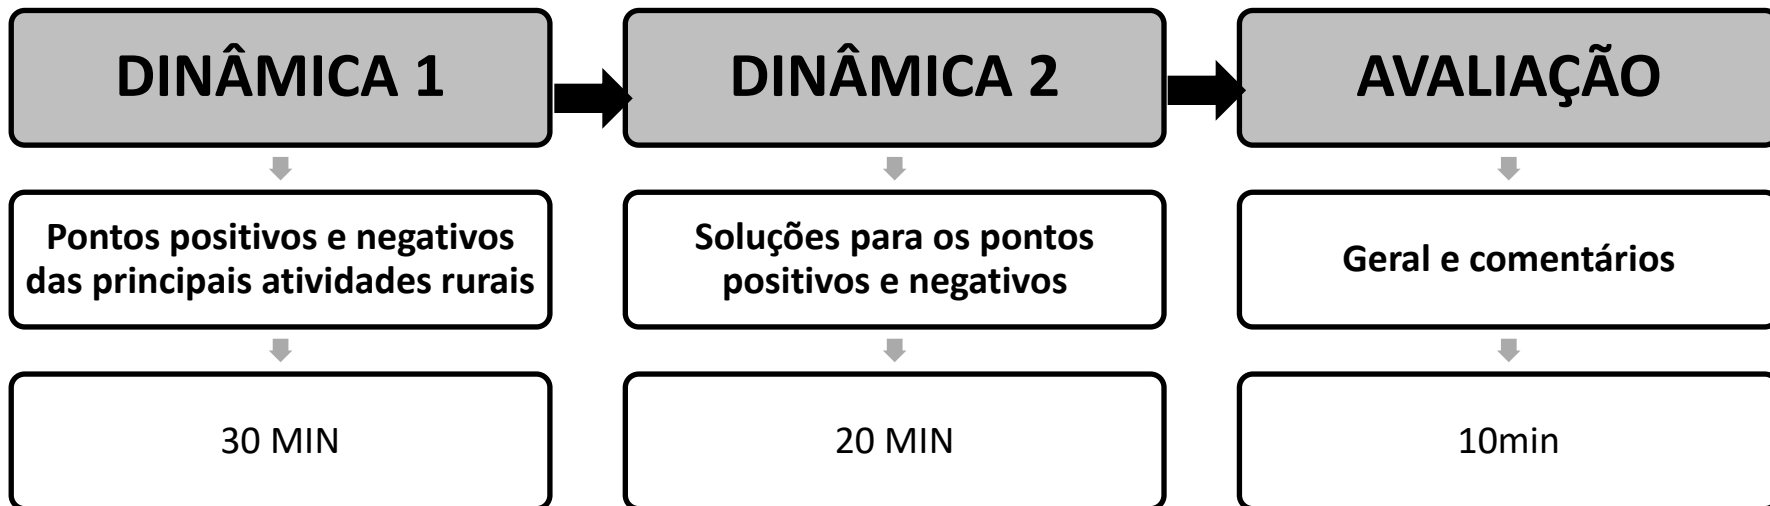 DINÂMICA 1
Pontos positivos e negativos
das principais atividades rurais
30 MIN
DINÂMICA 2
Soluções para os pontos
positivos e negativos
20 MIN
AVALIAÇÃO
Geral e comentários
10min